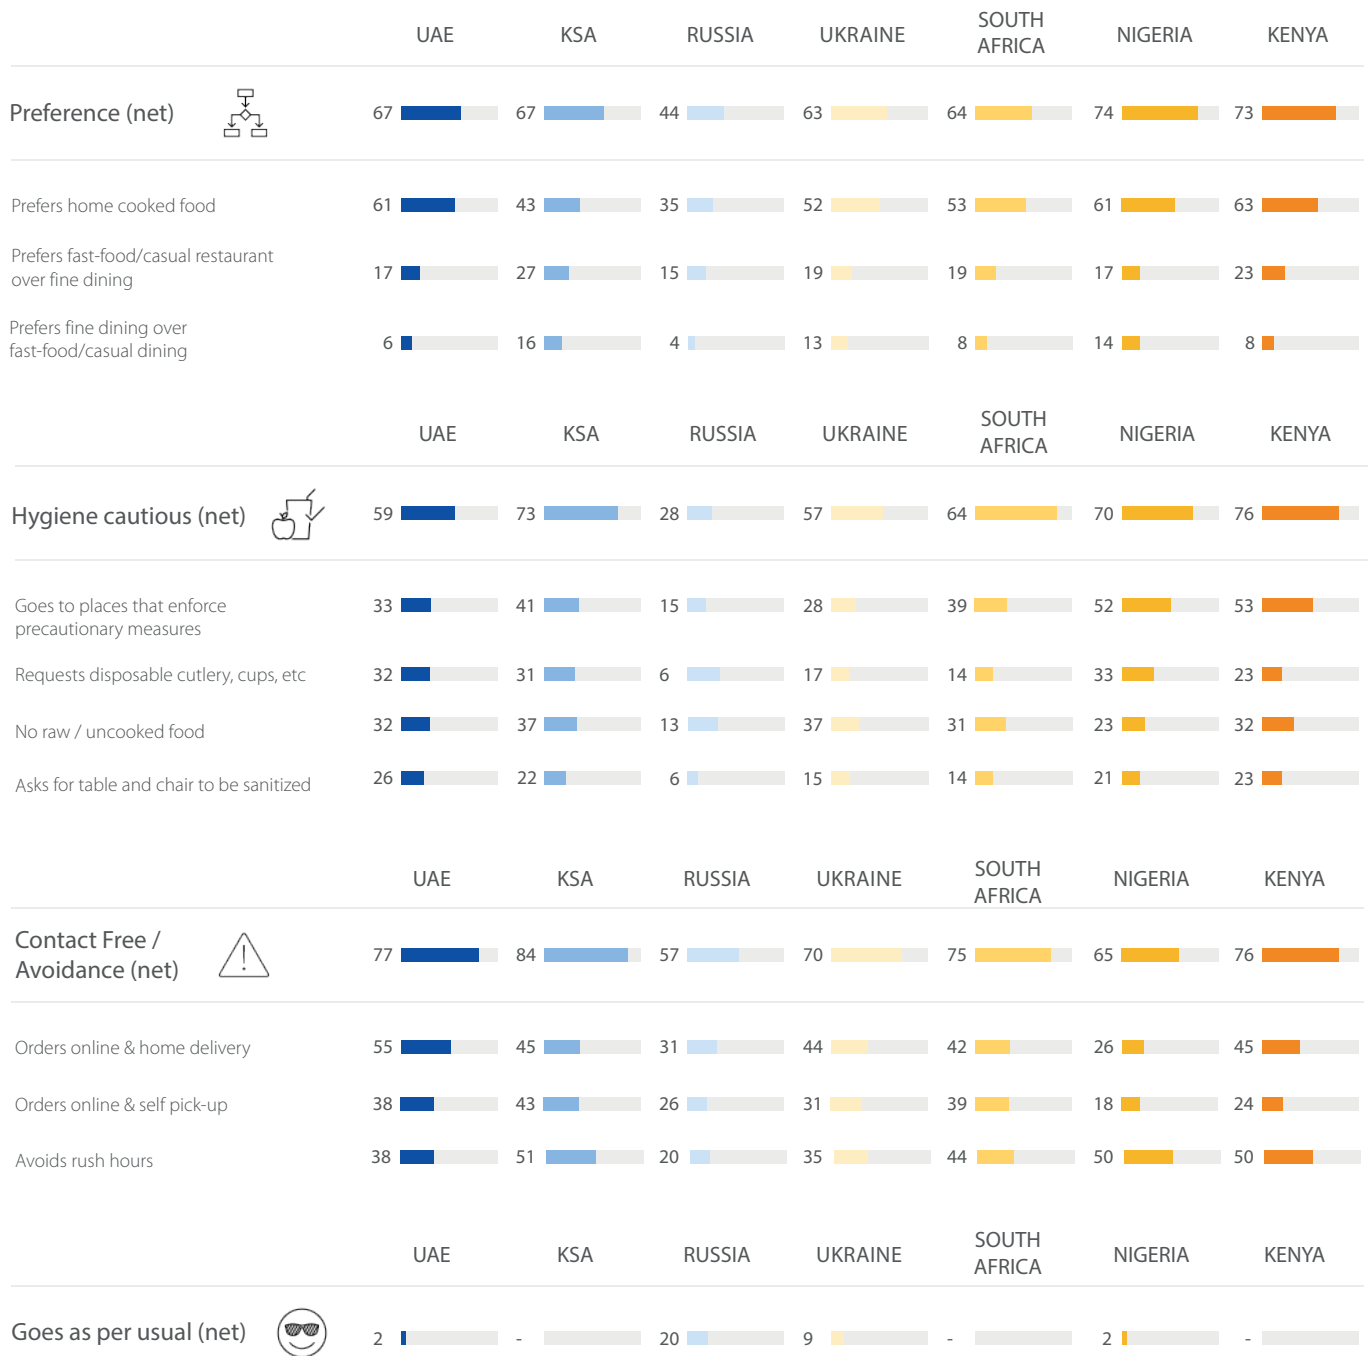 UAE KSA RUSSIA UKRAINE SOUTH AFRICA NIGERIA KENYA
Preference (net) 67 67 44 63 64 74 73
Prefers home cooked food 61 43 35 52 53 61 63
Prefers fast-food/casual restaurant
over fine dining 17 27 15 19 19 17 23
Prefers fine dining over
fast-food/casual dining 6 16 4 13 8 14 8
UAE KSA RUSSIA UKRAINE SOUTH AFRICA NIGERIA KENYA
Hygiene cautious (net) 59 73 28 57 64 70 76
Goes to places that enforce
precautionary measures 33 41 15 28 39 52 53
Requests disposable cutlery, cups, etc 32 31 6 17 14 33 23
No raw / uncooked food 32 37 13 37 31 23 32
Asks for table and chair to be sanitized 26 22 6 15 14 21 23
UAE KSA RUSSIA UKRAINE SOUTH AFRICA NIGERIA KENYA
Contact Free /
Avoidance (net) 77 84 57 70 75 65 76
Orders online & home delivery 55 45 31 44 42 26 45
Orders online & self pick-up 38 43 26 31 39 18 24
Avoids rush hours 38 51 20 35 44 50 50
UAE KSA RUSSIA UKRAINE SOUTH AFRICA NIGERIA KENYA
Goes as per usual (net) 2 - 20 9 - 2 -